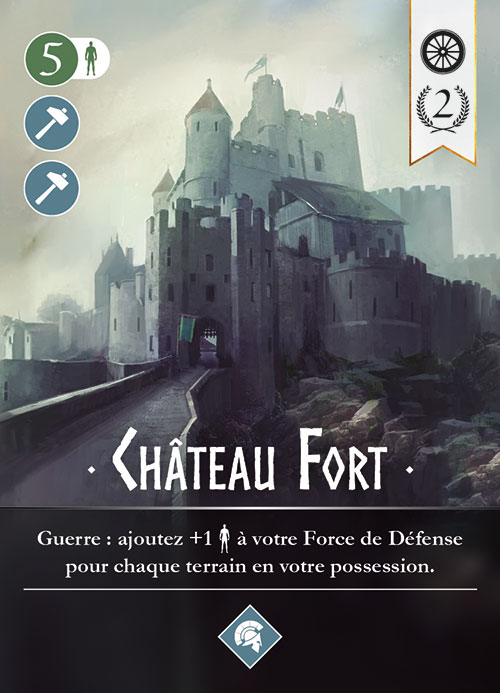 5
2
· Château Fort ·
Guerre : ajoutez +1 à votre Force de Défense
pour chaque terrain en votre possession.